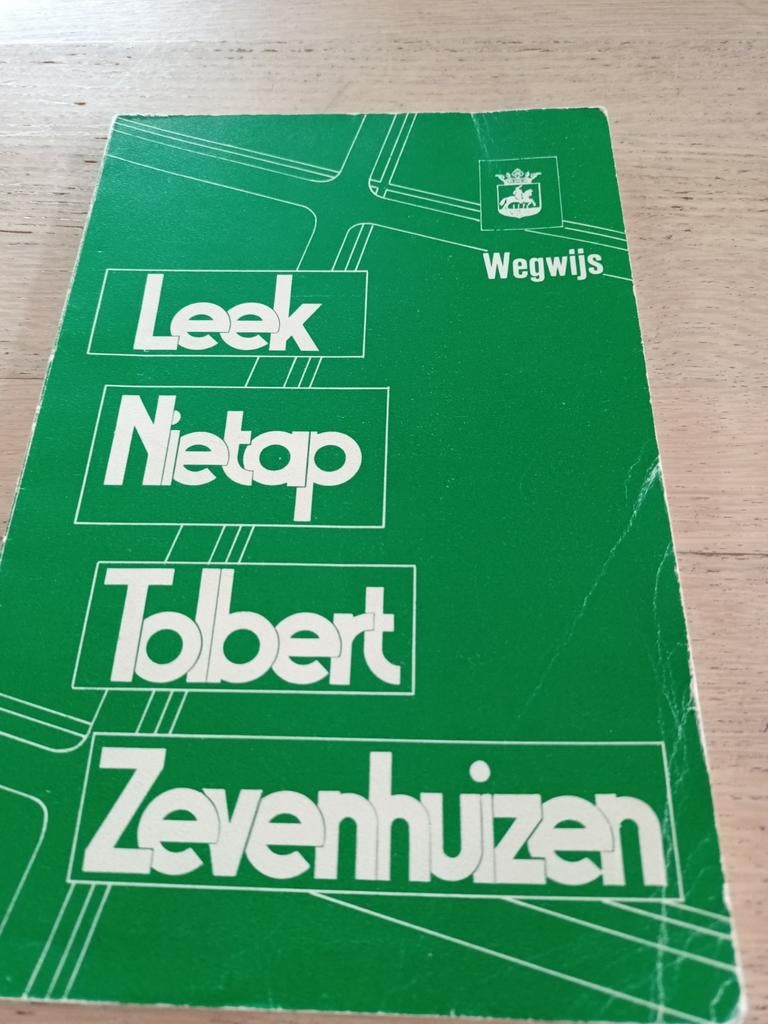 Wegwijs
Leek
Nietap
Tolbert
Zevenhuizen